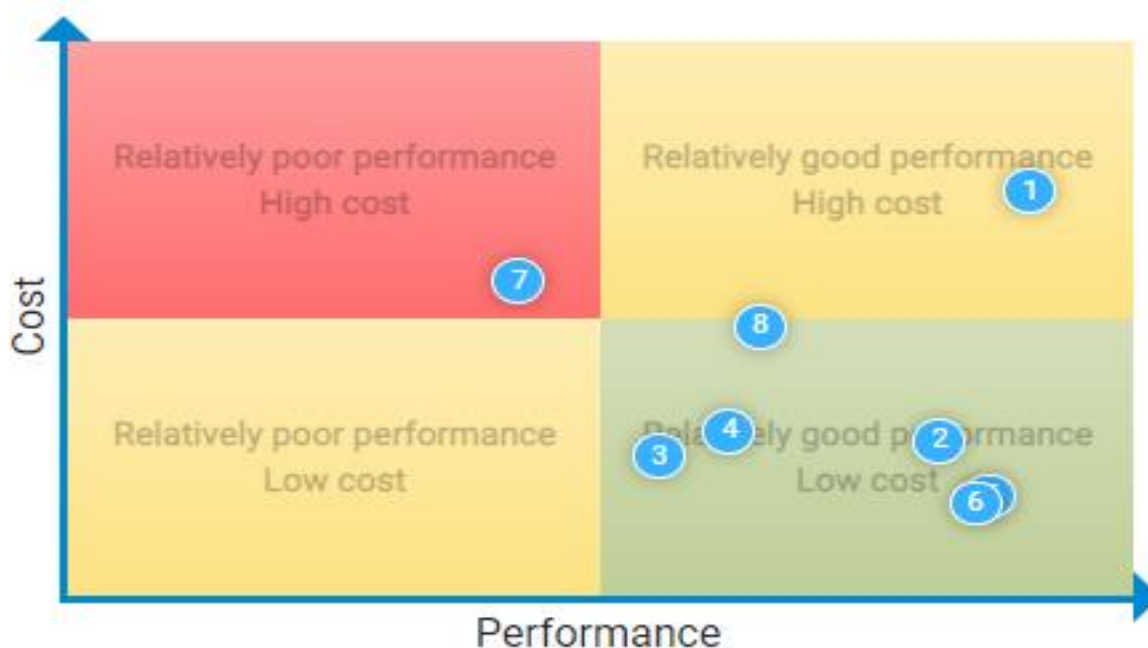 Relatively poor performance
High cost
Relatively good performance
High cost
1
7
8
Cost
Relatively poor performance
Low cost
good
Low cost
4
3
2
6
Performance